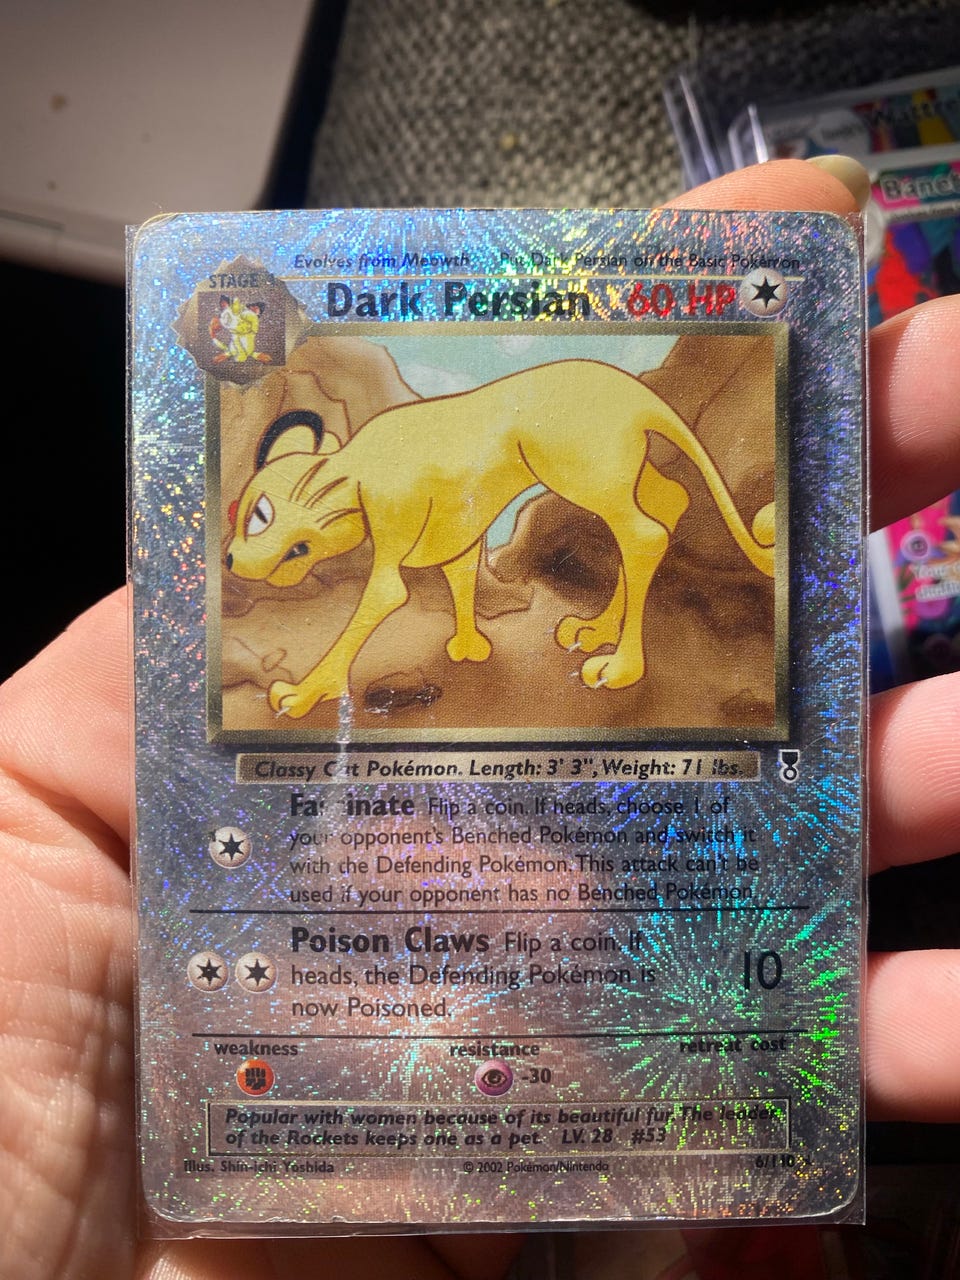 Evolves from Meowth Put Dark Persian on the Basic Pokémon
STAGE
Dark Persian 60 HP
Classy Cat Pokémon. Length: 3' 3", Weight: 71 lbs.
Fascinate Flip a coin. If heads, choose 1 of
your opponent's Benched Pokémon and switch it
with the Defending Pokémon. This attack can't be
used if your opponent has no Benched Pokémon.
Poison Claws Flip a coin. If
heads, the Defending Pokémon is
now Poisoned.
10
weakness resistance retreat cost
-30
Popular with women because of its beautiful fur. The leader
of the Rockets keeps one as a pet. LV. 28 #53
Illus. Shin-ichi Yoshida © 2002 Pokémon/Nintendo 6/110